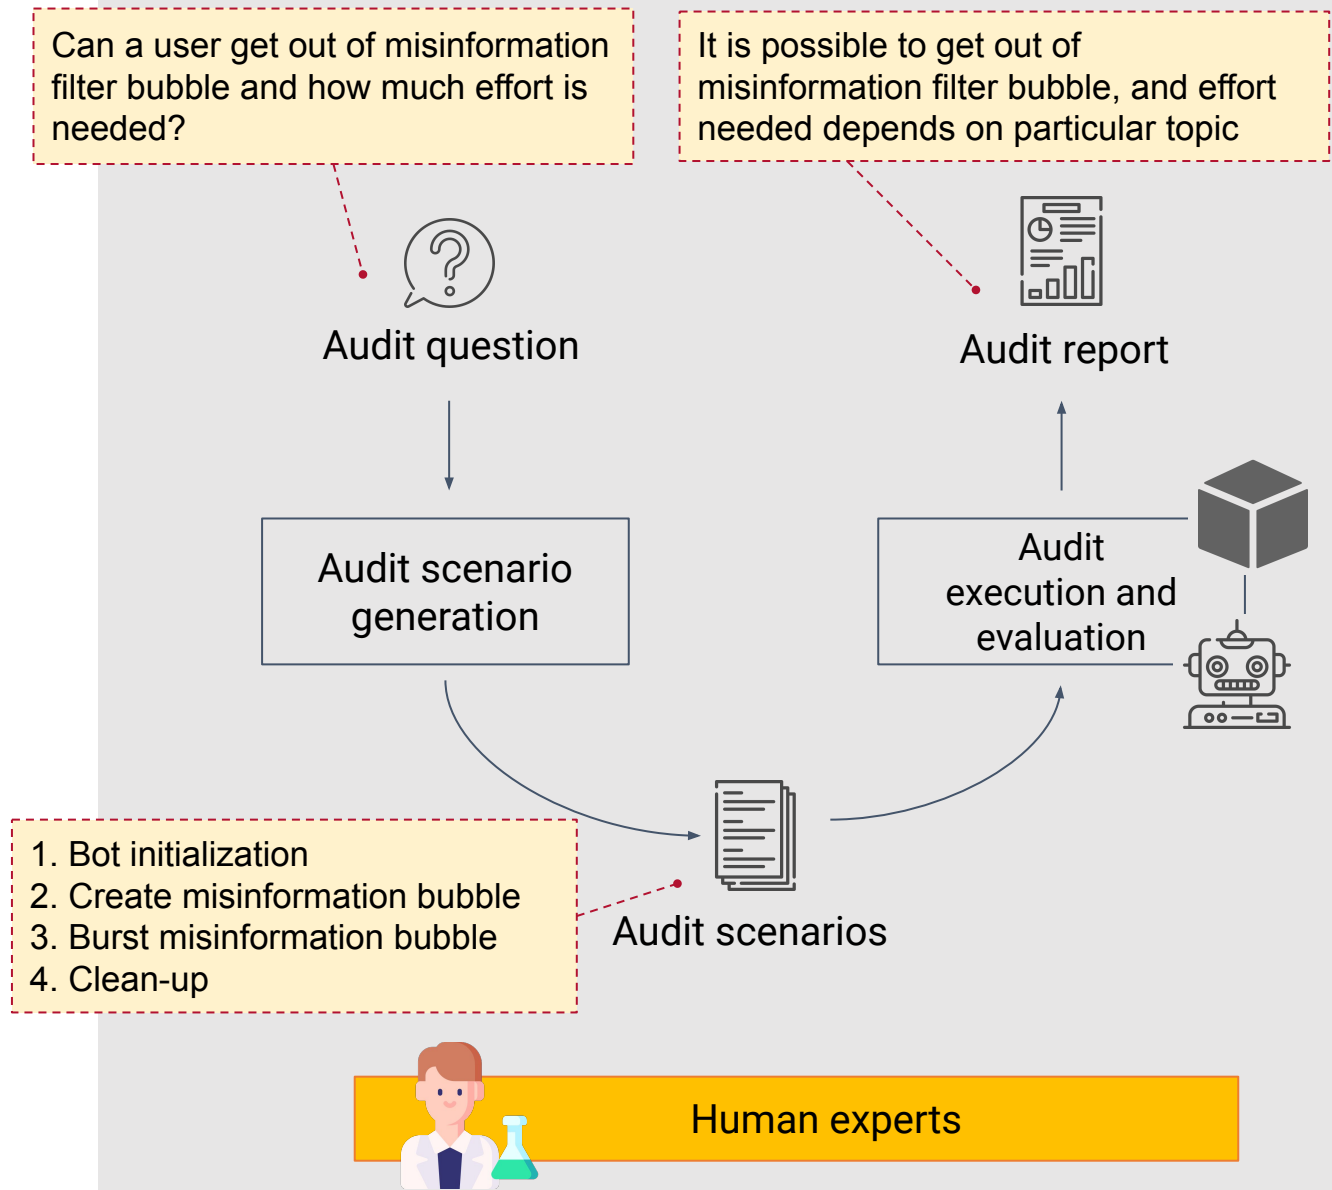 Can a user get out of misinformation
filter bubble and how much effort is
needed?
It is possible to get out of
misinformation filter bubble, and effort
needed depends on particular topic
Audit question
Audit report
Audit scenario
generation
Audit
execution and
evaluation
1. Bot initialization
2. Create misinformation bubble
3. Burst misinformation bubble
4. Clean-up
Audit scenarios
Human experts